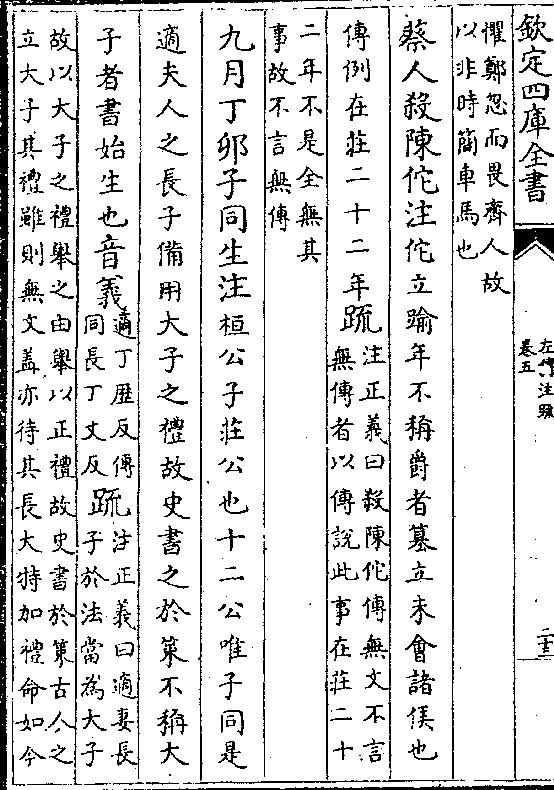 欽定四庫全書
左傳注疏
卷五
二十三
懼鄭忽而畏齊人故
以非時簡車馬也
蔡人殺陳佗注佗立踰年不稱爵者篡立未會諸侯也
傳例在莊二十二年疏注正義曰殺陳佗傳無文不言
無傳者以傳說此事在莊二十
二年不是全無其
事故不言無傳
九月丁卯子同生注桓公子莊公也十二公唯子同是
適夫人之長子備用大子之禮故史書之於策不稱大
子者書始生也音義適丁歴反傳
同長丁丈反疏注正義曰適妻長
子於法當為大子
故以大子之禮舉之由舉以正禮故史書於策古人之
立大子其禮雖則無文盖亦待其長大特加禮命如今